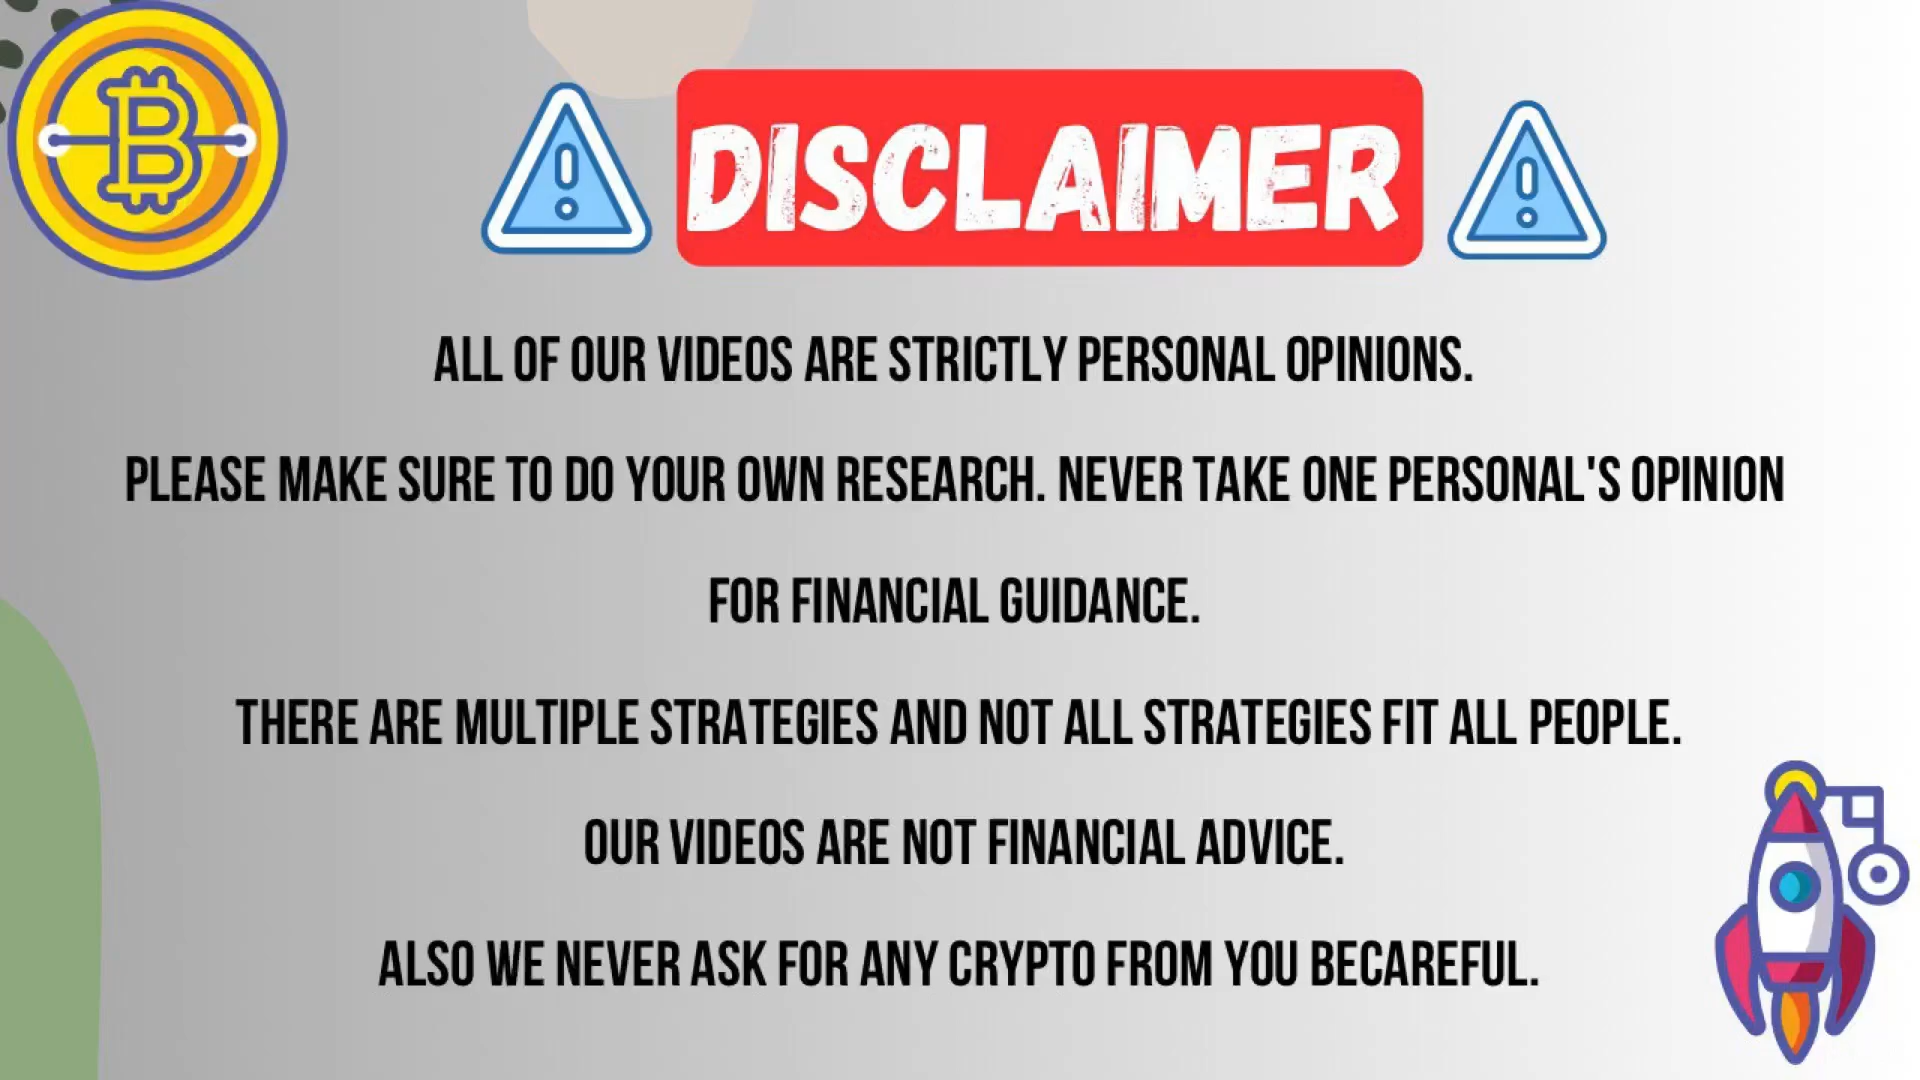 DISCLAIMER
ALL OF OUR VIDEOS ARE STRICTLY PERSONAL OPINIONS.
PLEASE MAKE SURE TO DO YOUR OWN RESEARCH. NEVER TAKE ONE PERSONAL'S OPINION
FOR FINANCIAL GUIDANCE.
THERE ARE MULTIPLE STRATEGIES AND NOT ALL STRATEGIES FIT ALL PEOPLE.
OUR VIDEOS ARE NOT FINANCIAL ADVICE.
ALSO WE NEVER ASK FOR ANY CRYPTO FROM YOU BECAREFUL.